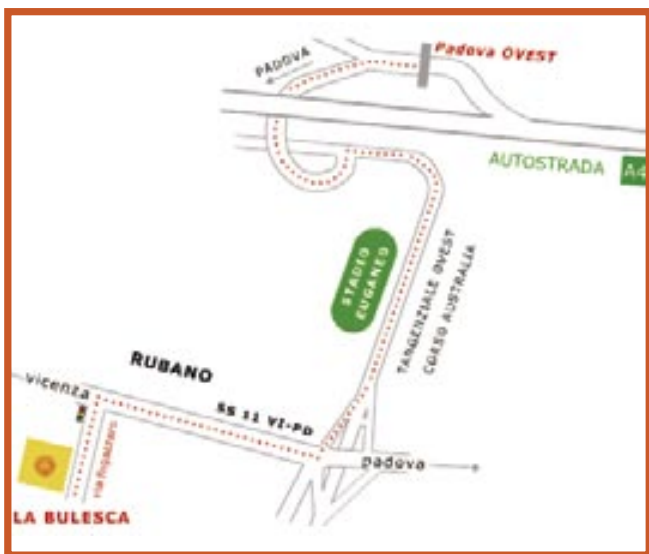 PADOVA
Padova OVEST
AUTOSTRADA A4
STADIO
EUGANEO
TANGENZIALE OVEST
CORSO AUSTRALIA
RUBANO
vicenza
SS 11 VI-PD
padova
via
LA BULESCA